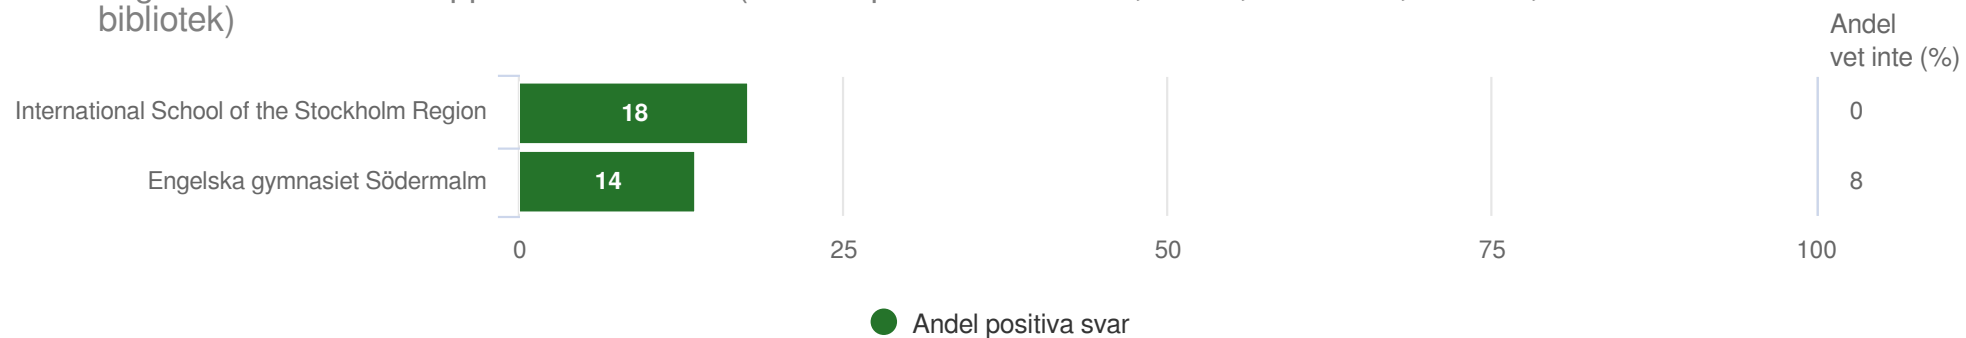 bibliotek)
Andel
vet inte (%)
International School of the Stockholm Region 18 0
Engelska gymnasiet Södermalm 14 8
0 25 50 75 100
Andel positiva svar